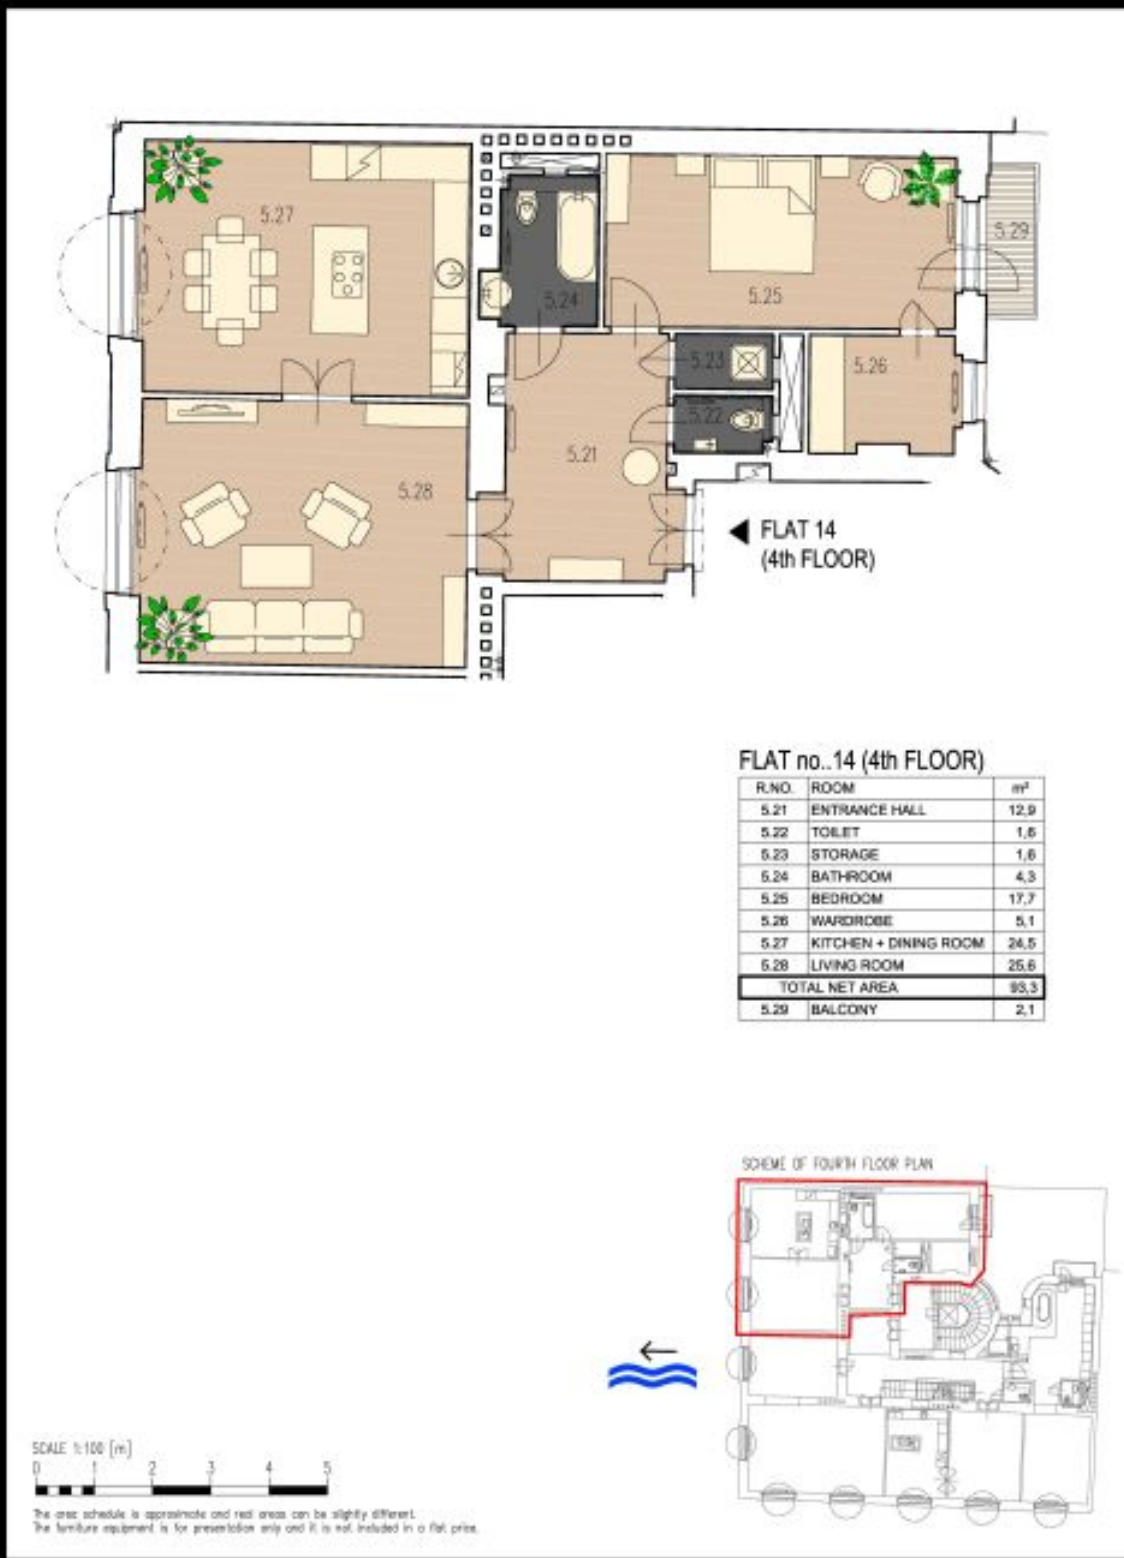 5.27
5.24
5.25
5.29
5.23
5.26
5.22
5.21
5.28
FLAT 14
(4th FLOOR)
FLAT no..14 (4th FLOOR)
R.NO. ROOM m²
5.21 ENTRANCE HALL 12,9
5.22 TOILET 1,6
5.23 STORAGE 1,6
5.24 BATHROOM 4,3
5.25 BEDROOM 17,7
5.26 WARDROBE 5,1
5.27 KITCHEN + DINING ROOM 24,5
5.28 LIVING ROOM 25,6
TOTAL NET AREA 93,3
5.29 BALCONY 2,1
SCHEME OF FOURTH FLOOR PLAN
SCALE 1:100 [m]
0 1 2 3 4 5
The area schedule is approximate and real areas can be slightly different.
The furniture equipment is for presentation only and it is not included in a flat price.